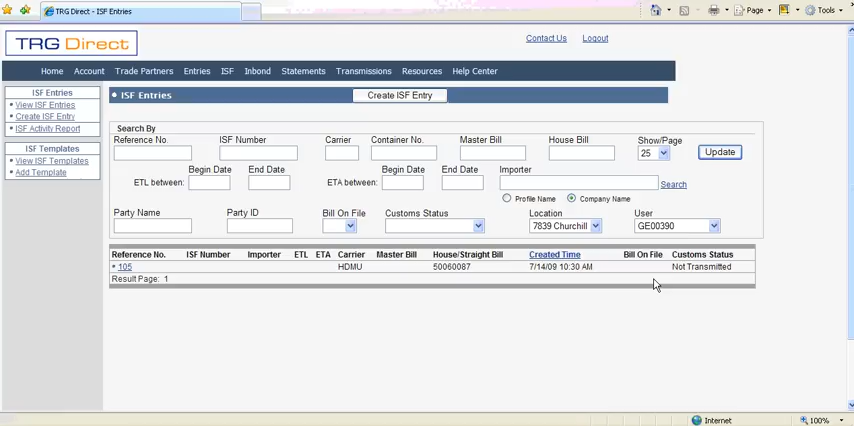 TRG Direct - ISF Entries
Page
Tools
TRG Direct
Contact Us Logout
Home Account Trade Partners Entries ISF Inbond Statements Transmissions Resources Help Center
ISF Entries
View ISF Entries
Create ISF Entry
ISF Activity Report
ISF Templates
View ISF Templates
Add Template
ISF Entries Create ISF Entry
Search By
Reference No. ISF Number Carrier Container No. Master Bill House Bill Show/Page
25 Update
Begin Date End Date Begin Date End Date Importer
ETL between: ETA between: Search
Profile Name Company Name
Party Name Party ID Bill On File Customs Status Location User
7839 Churchill GE00390
Reference No. ISF Number Importer ETL ETA Carrier Master Bill House/Straight Bill Created Time Bill On File Customs Status
105 HDMU 50060087 7/14/09 10:30 AM Not Transmitted
Result Page: 1
Internet 100%